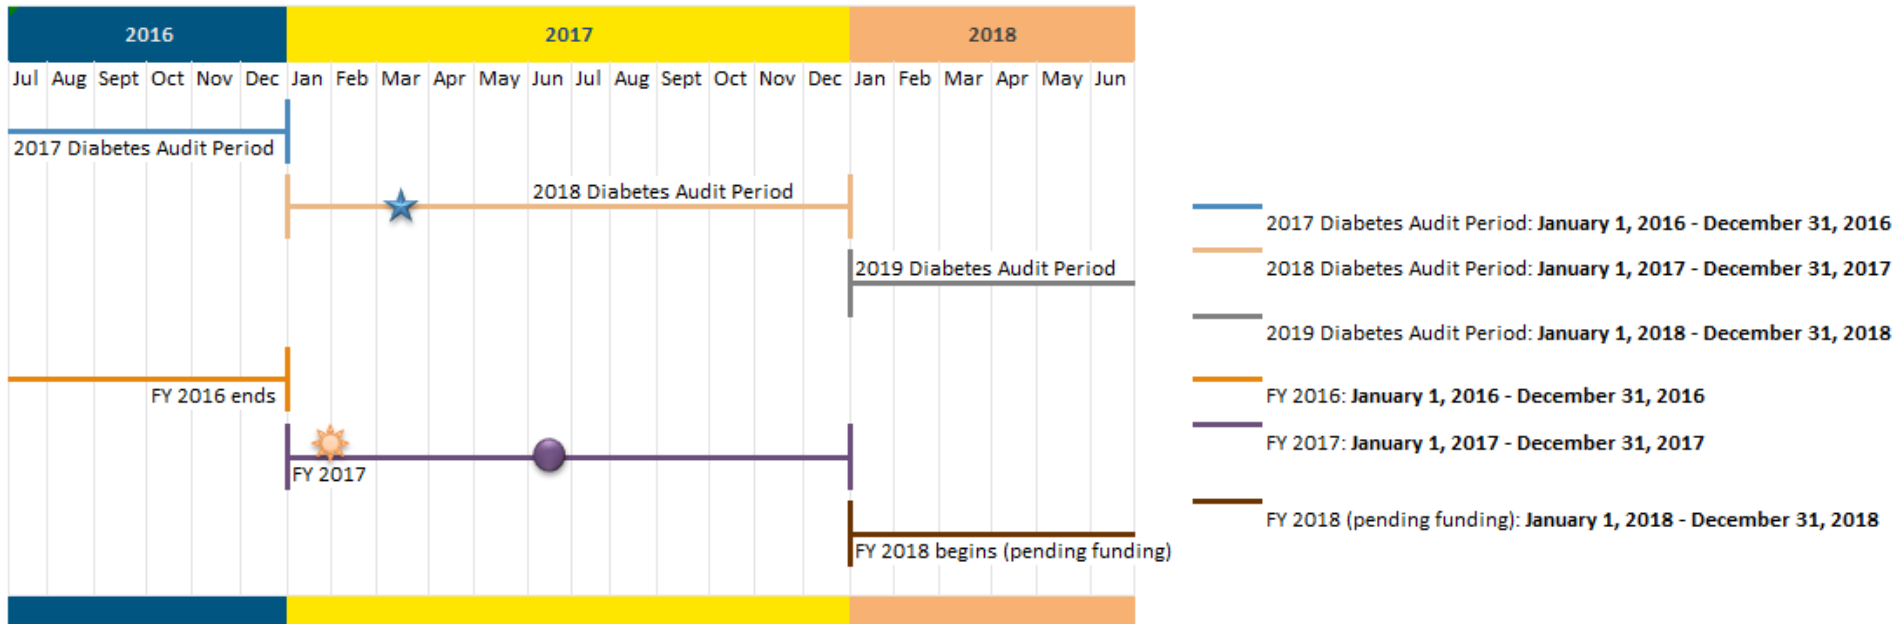 2016 2017 2018
Jul Aug Sept Oct Nov Dec Jan Feb Mar Apr May Jun Jul Aug Sept Oct Nov Dec Jan Feb Mar Apr May Jun
2017 Diabetes Audit Period
2018 Diabetes Audit Period
2019 Diabetes Audit Period
FY 2016 ends
FY 2017
FY 2018 begins (pending funding)
2017 Diabetes Audit Period: January 1, 2016 - December 31, 2016
2018 Diabetes Audit Period: January 1, 2017 - December 31, 2017
2019 Diabetes Audit Period: January 1, 2018 - December 31, 2018
FY 2016: January 1, 2016 - December 31, 2016
FY 2017: January 1, 2017 - December 31, 2017
FY 2018 (pending funding): January 1, 2018 - December 31, 2018